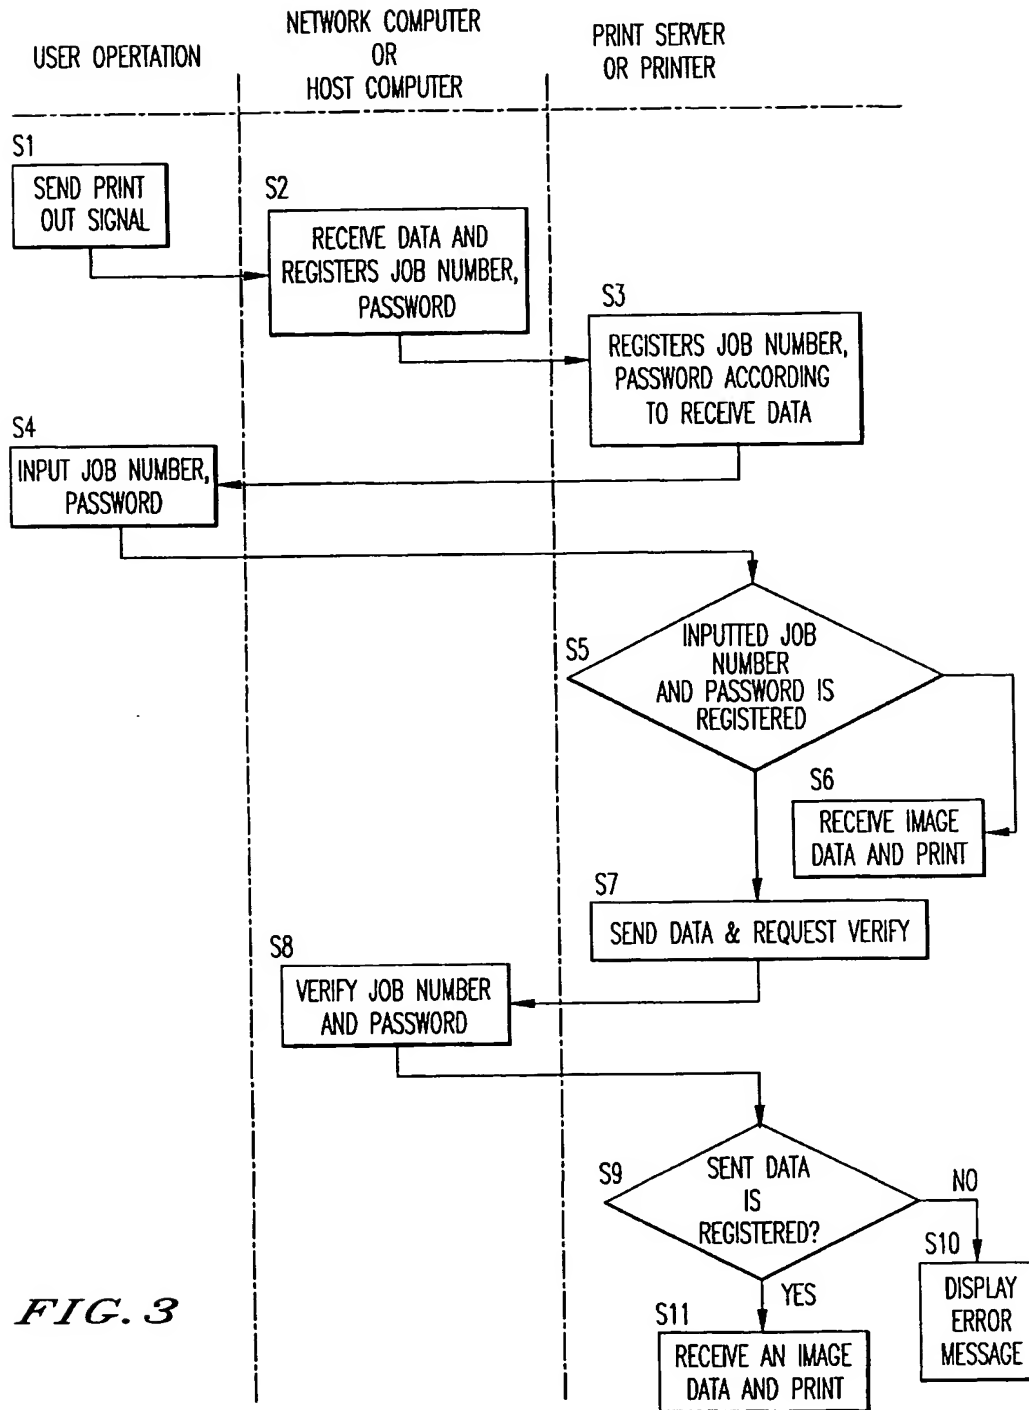 USER OPERTATION
NETWORK COMPUTER
OR
HOST COMPUTER
PRINT SERVER
OR PRINTER
S1
SEND PRINT
OUT SIGNAL
S2
RECEIVE DATA AND
REGISTERS JOB NUMBER,
PASSWORD
S3
REGISTERS JOB NUMBER,
PASSWORD ACCORDING
TO RECEIVE DATA
S4
INPUT JOB NUMBER,
PASSWORD
S5
INPUTTED JOB
NUMBER
AND PASSWORD IS
REGISTERED
S6
RECEIVE IMAGE
DATA AND PRINT
S7
SEND DATA & REQUEST VERIFY
S8
VERIFY JOB NUMBER
AND PASSWORD
S9
SENT DATA
IS
REGISTERED?
NO
S10
DISPLAY
ERROR
MESSAGE
YES
S11
RECEIVE AN IMAGE
DATA AND PRINT
FIG. 3